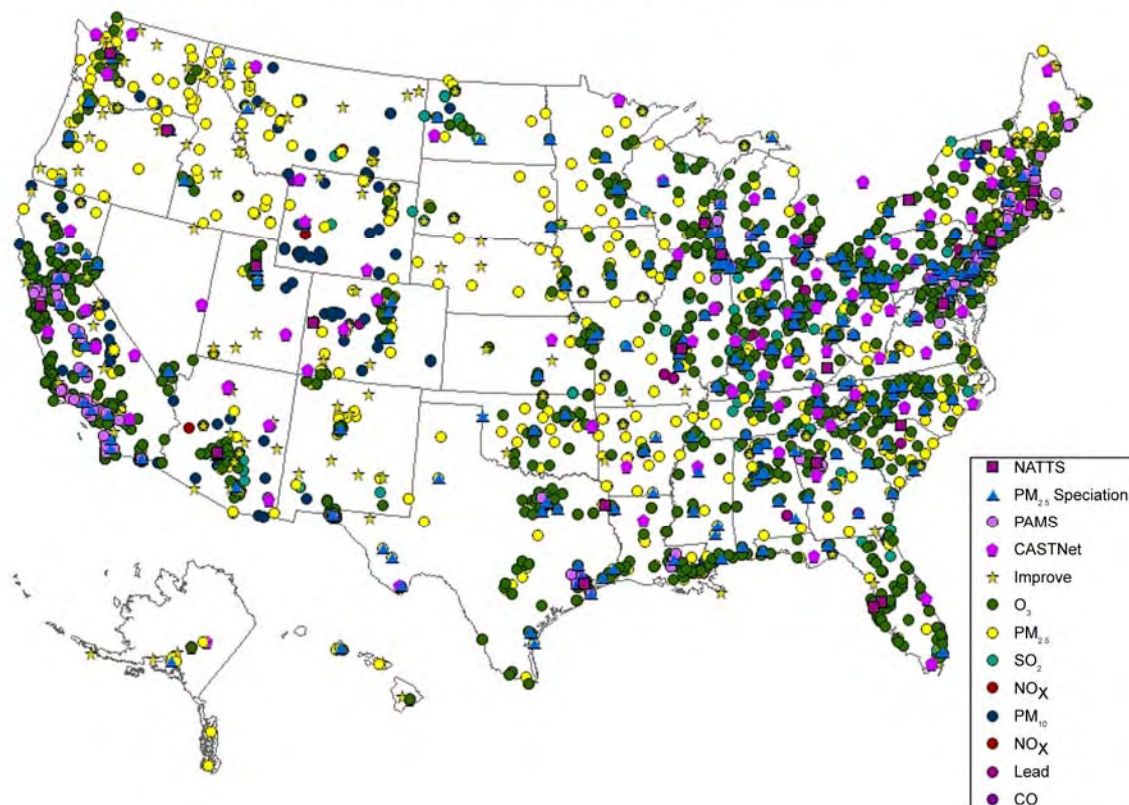 NATTS
PM2.5 Speciation
PAMS
CASTNet
Improve
O3
PM2.5
SO2
NOX
PM10
NOX
Lead
CO